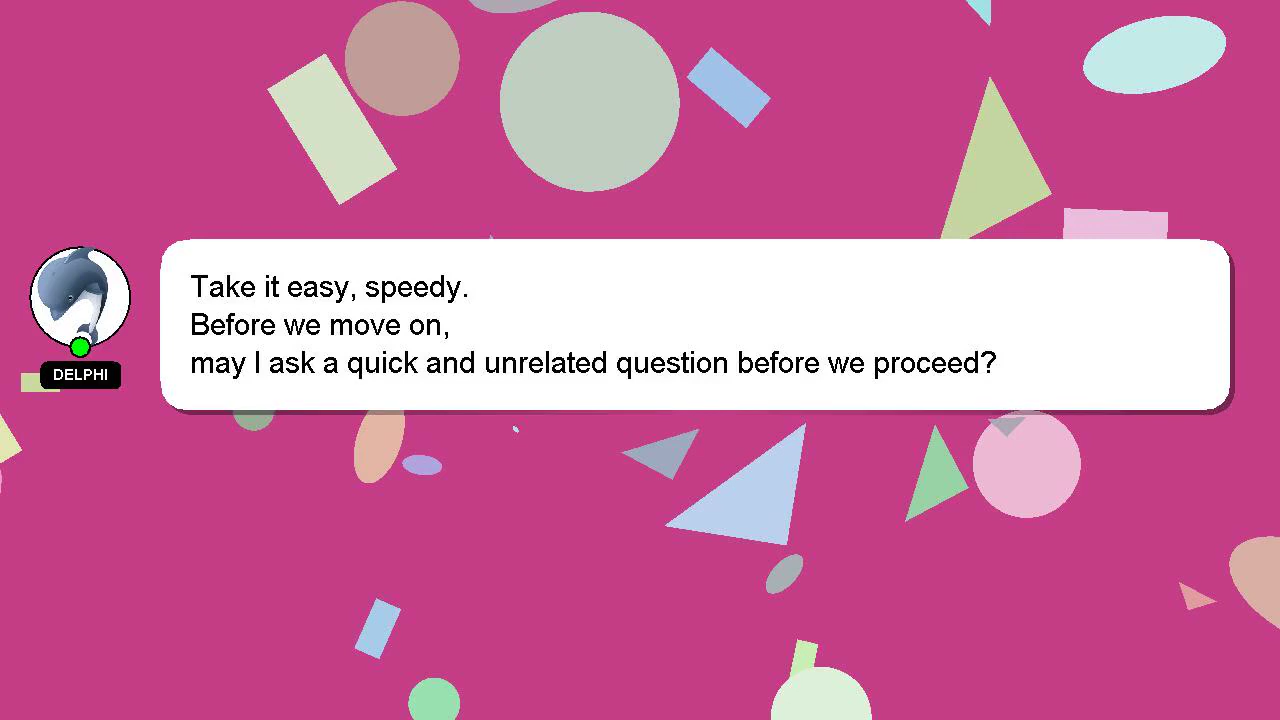 Take it easy, speedy.
Before we move on,
may I ask a quick and unrelated question before we proceed?
DELPHI